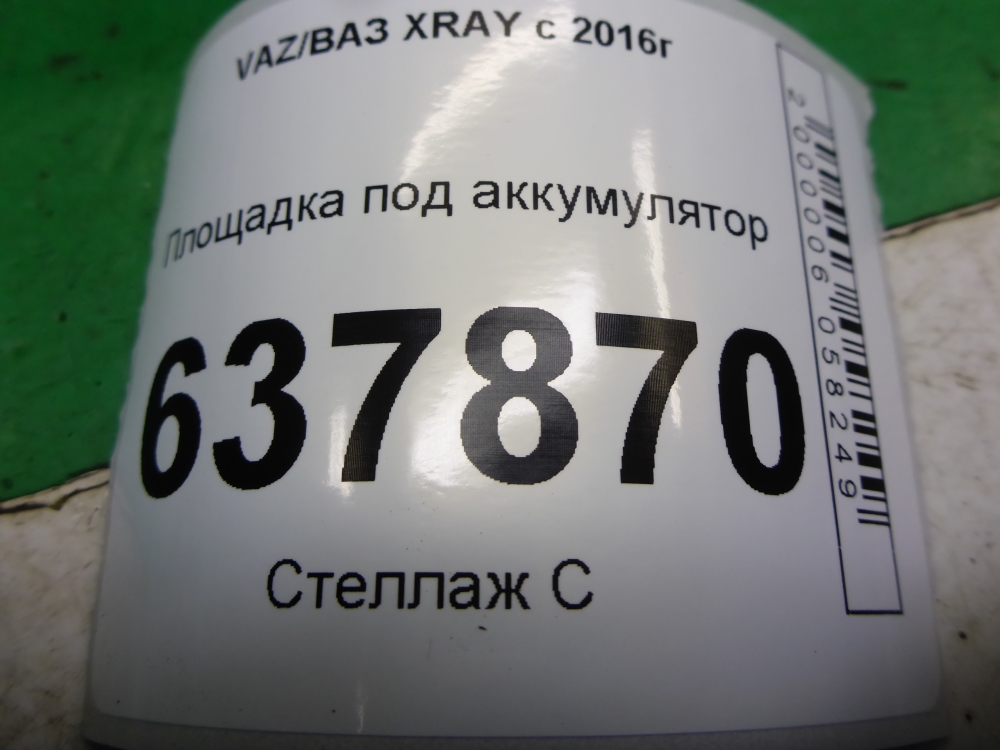 VAZ/ВАЗ XRAY с 2016г
Площадка под аккумулятор
637870
Стеллаж С
2000006058249